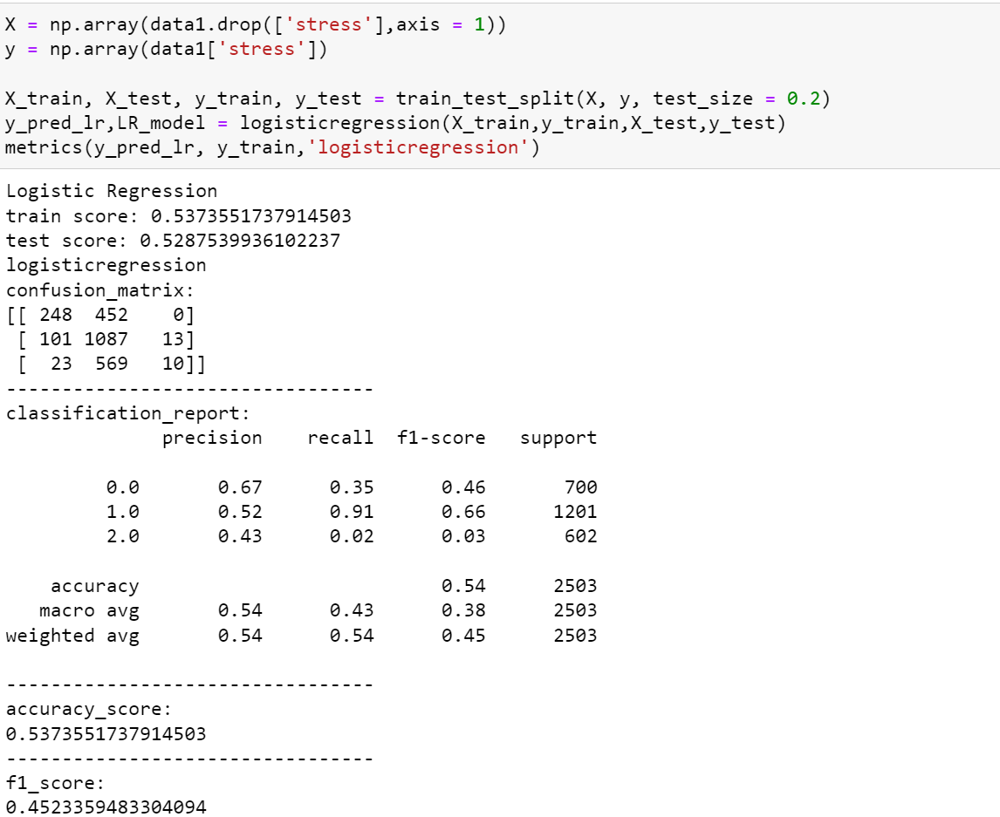 X = np.array(data1.drop(['stress'],axis = 1))
y = np.array(data1['stress'])
X_train, X_test, y_train, y_test = train_test_split(X, y, test_size = 0.2)
y_pred_lr,LR_model = logisticregression(X_train,y_train,X_test,y_test)
metrics(y_pred_lr, y_train,'logisticregression')
Logistic Regression
train score: 0.5373551737914503
test score: 0.5287539936102237
logisticregression
confusion_matrix:
[[ 248  452    0]
 [ 101 1087   13]
 [  23  569   10]]
---------------------------------
classification_report:
              precision    recall  f1-score   support
         0.0       0.67      0.35      0.46       700
         1.0       0.52      0.91      0.66      1201
         2.0       0.43      0.02      0.03       602
    accuracy                           0.54      2503
   macro avg       0.54      0.43      0.38      2503
weighted avg       0.54      0.54      0.45      2503
---------------------------------
accuracy_score:
0.5373551737914503
---------------------------------
f1_score:
0.4523359483304094